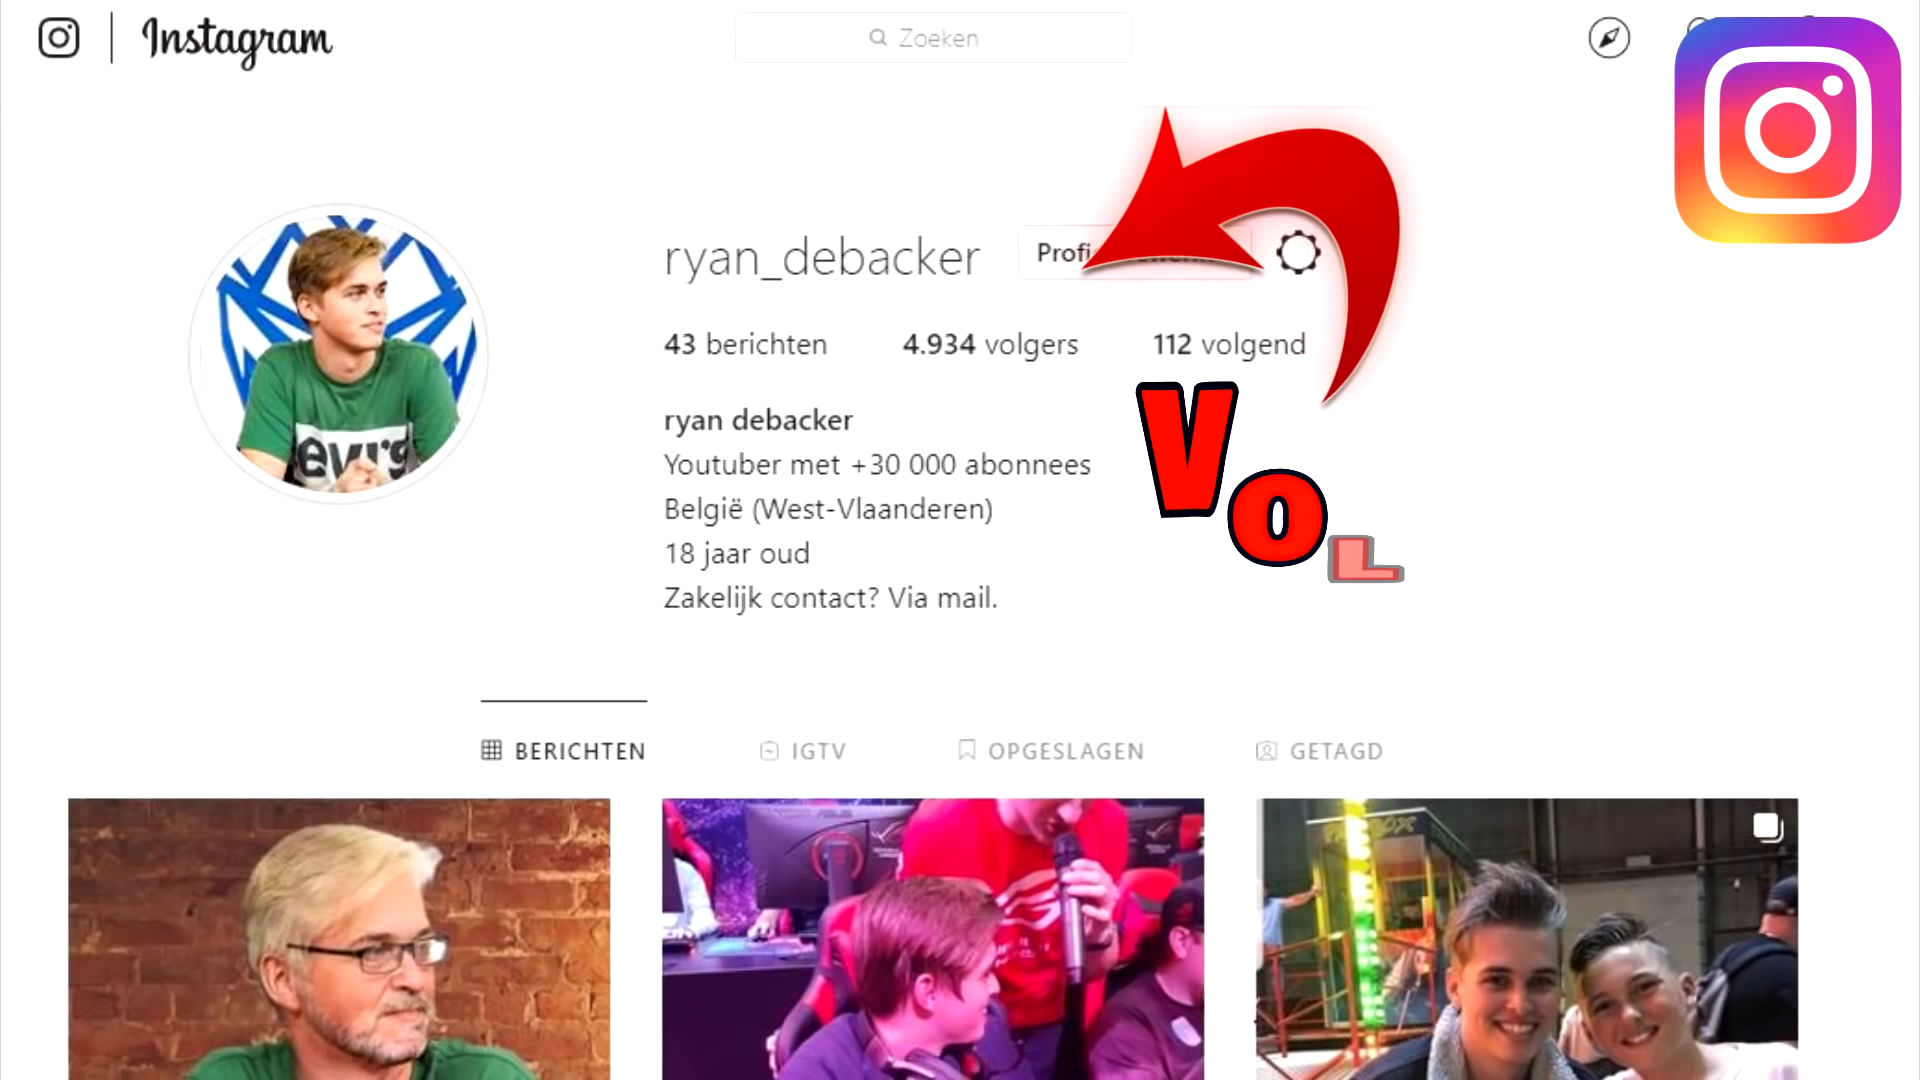 Instagram
Zoeken
ryan_debacker
43 berichten 4.934 volgers 112 volgend
ryan debacker
Youtuber met +30 000 abonnees
België (West-Vlaanderen)
18 jaar oud
Zakelijk contact? Via mail.
VOL
BERICHTEN IGTV OPGESLAGEN GETAGD